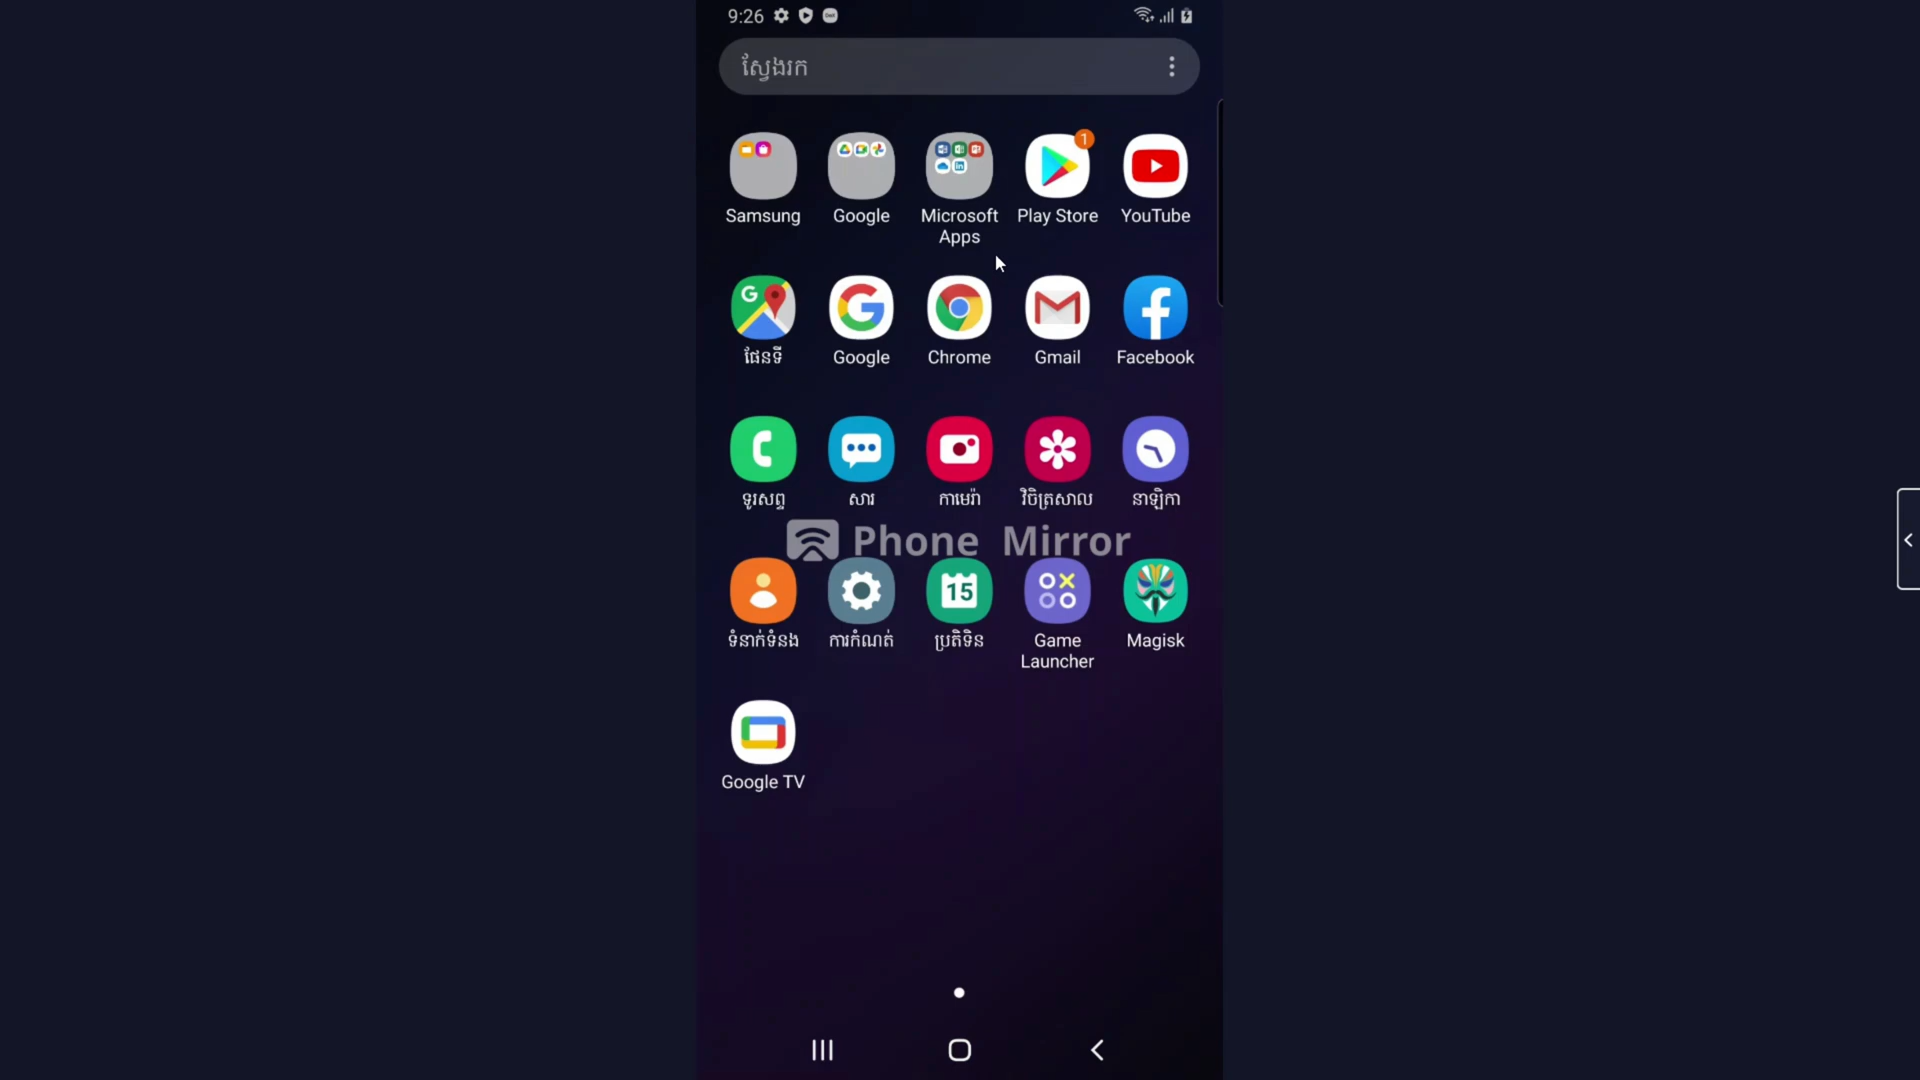 9:26
ស្វែងរក
1
Samsung
Google
Microsoft
Apps
Play Store
YouTube
ផែនទី
Google
Chrome
Gmail
Facebook
ទូរសព្ទ
សារ
កាមេរ៉ា
វិចិត្រសាល
នាឡិកា
Phone Mirror
15
ទំនាក់ទំនង
ការកំណត់
ប្រតិទិន
Game
Launcher
Magisk
Google TV